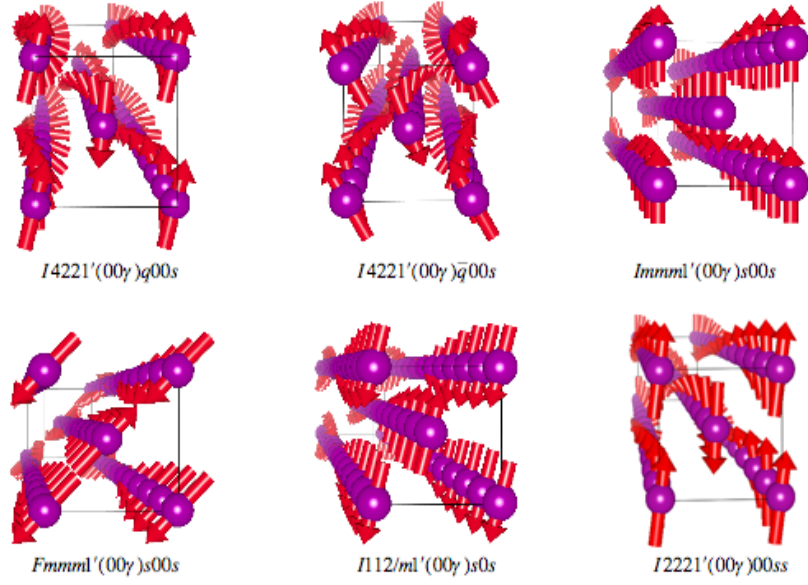 I4221′(00γ)q00s
I4221′(00γ)q̅00s
Immm1′(00γ)s00s
Fmmm1′(00γ)s00s
I112/m1′(00γ)s0s
I2221′(00γ)00ss